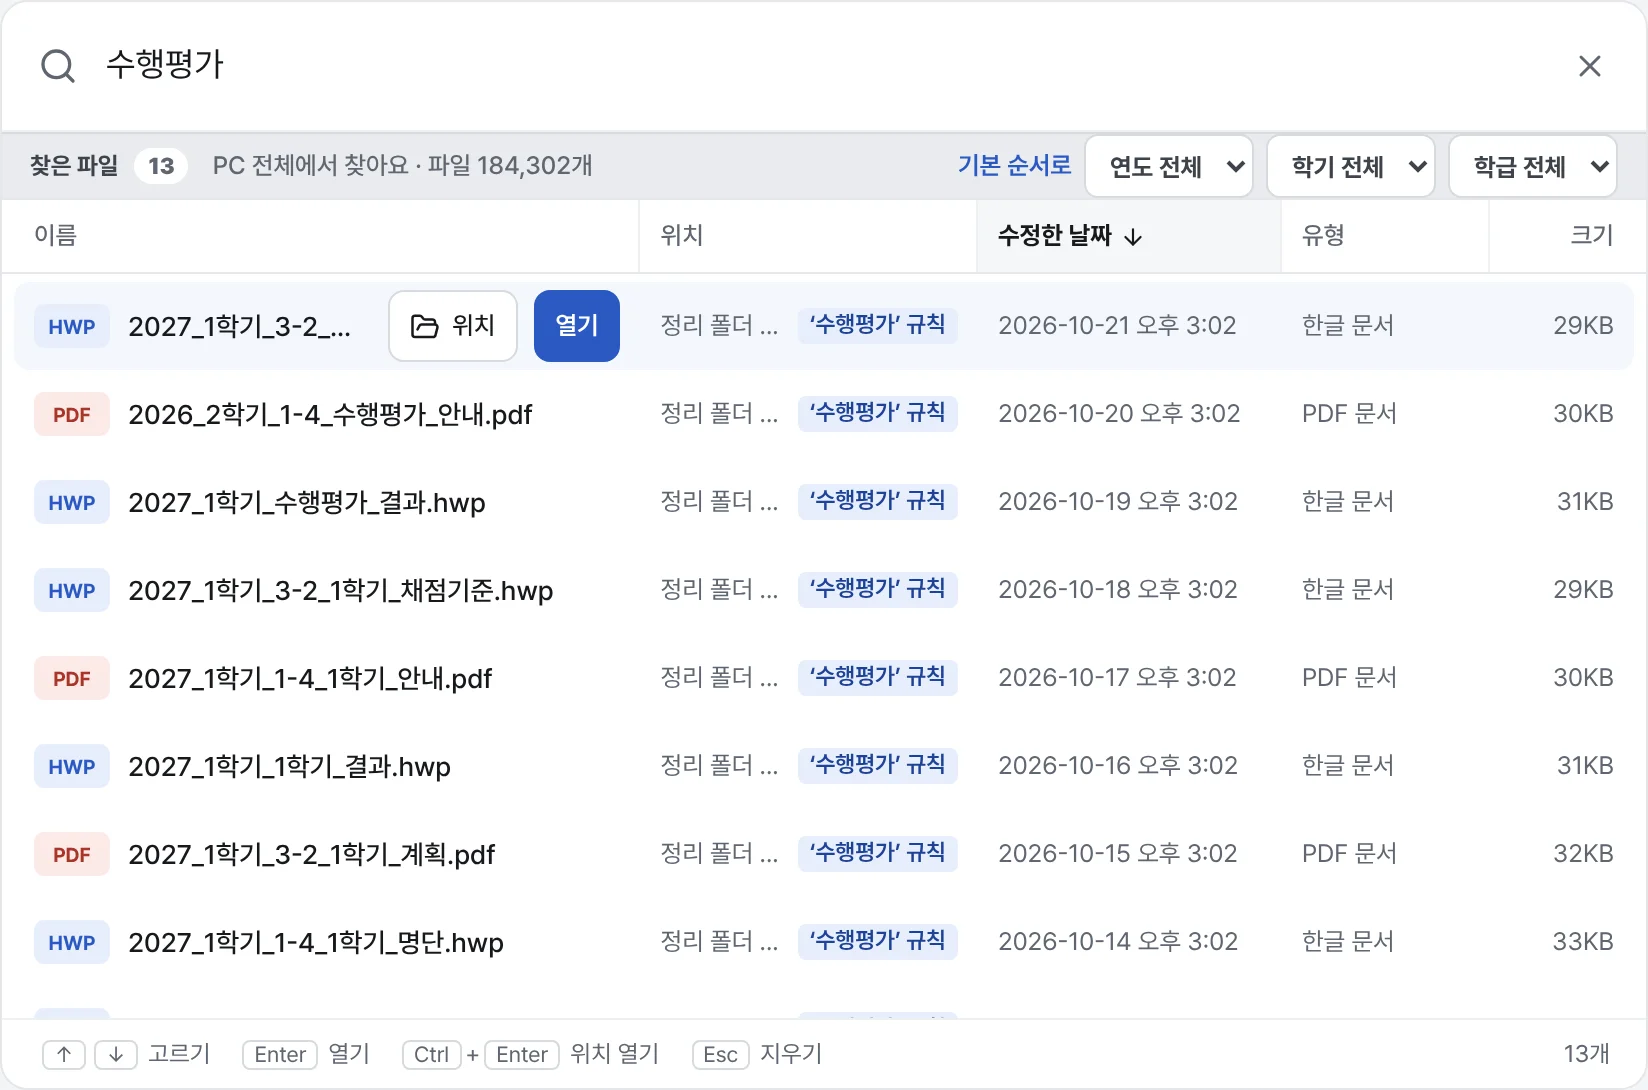 수행평가
찾은 파일 13 PC 전체에서 찾아요 · 파일 184,302개 기본 순서로 연도 전체 학기 전체 학급 전체
이름 위치 수정한 날짜 ↓ 유형 크기
HWP 2027_1학기_3-2_... 위치 열기 정리 폴더 ... ‘수행평가’ 규칙 2026-10-21 오후 3:02 한글 문서 29KB
PDF 2026_2학기_1-4_수행평가_안내.pdf 정리 폴더 ... ‘수행평가’ 규칙 2026-10-20 오후 3:02 PDF 문서 30KB
HWP 2027_1학기_수행평가_결과.hwp 정리 폴더 ... ‘수행평가’ 규칙 2026-10-19 오후 3:02 한글 문서 31KB
HWP 2027_1학기_3-2_1학기_채점기준.hwp 정리 폴더 ... ‘수행평가’ 규칙 2026-10-18 오후 3:02 한글 문서 29KB
PDF 2027_1학기_1-4_1학기_안내.pdf 정리 폴더 ... ‘수행평가’ 규칙 2026-10-17 오후 3:02 PDF 문서 30KB
HWP 2027_1학기_1학기_결과.hwp 정리 폴더 ... ‘수행평가’ 규칙 2026-10-16 오후 3:02 한글 문서 31KB
PDF 2027_1학기_3-2_1학기_계획.pdf 정리 폴더 ... ‘수행평가’ 규칙 2026-10-15 오후 3:02 PDF 문서 32KB
HWP 2027_1학기_1-4_1학기_명단.hwp 정리 폴더 ... ‘수행평가’ 규칙 2026-10-14 오후 3:02 한글 문서 33KB
↑ ↓ 고르기 Enter 열기 Ctrl + Enter 위치 열기 Esc 지우기 13개